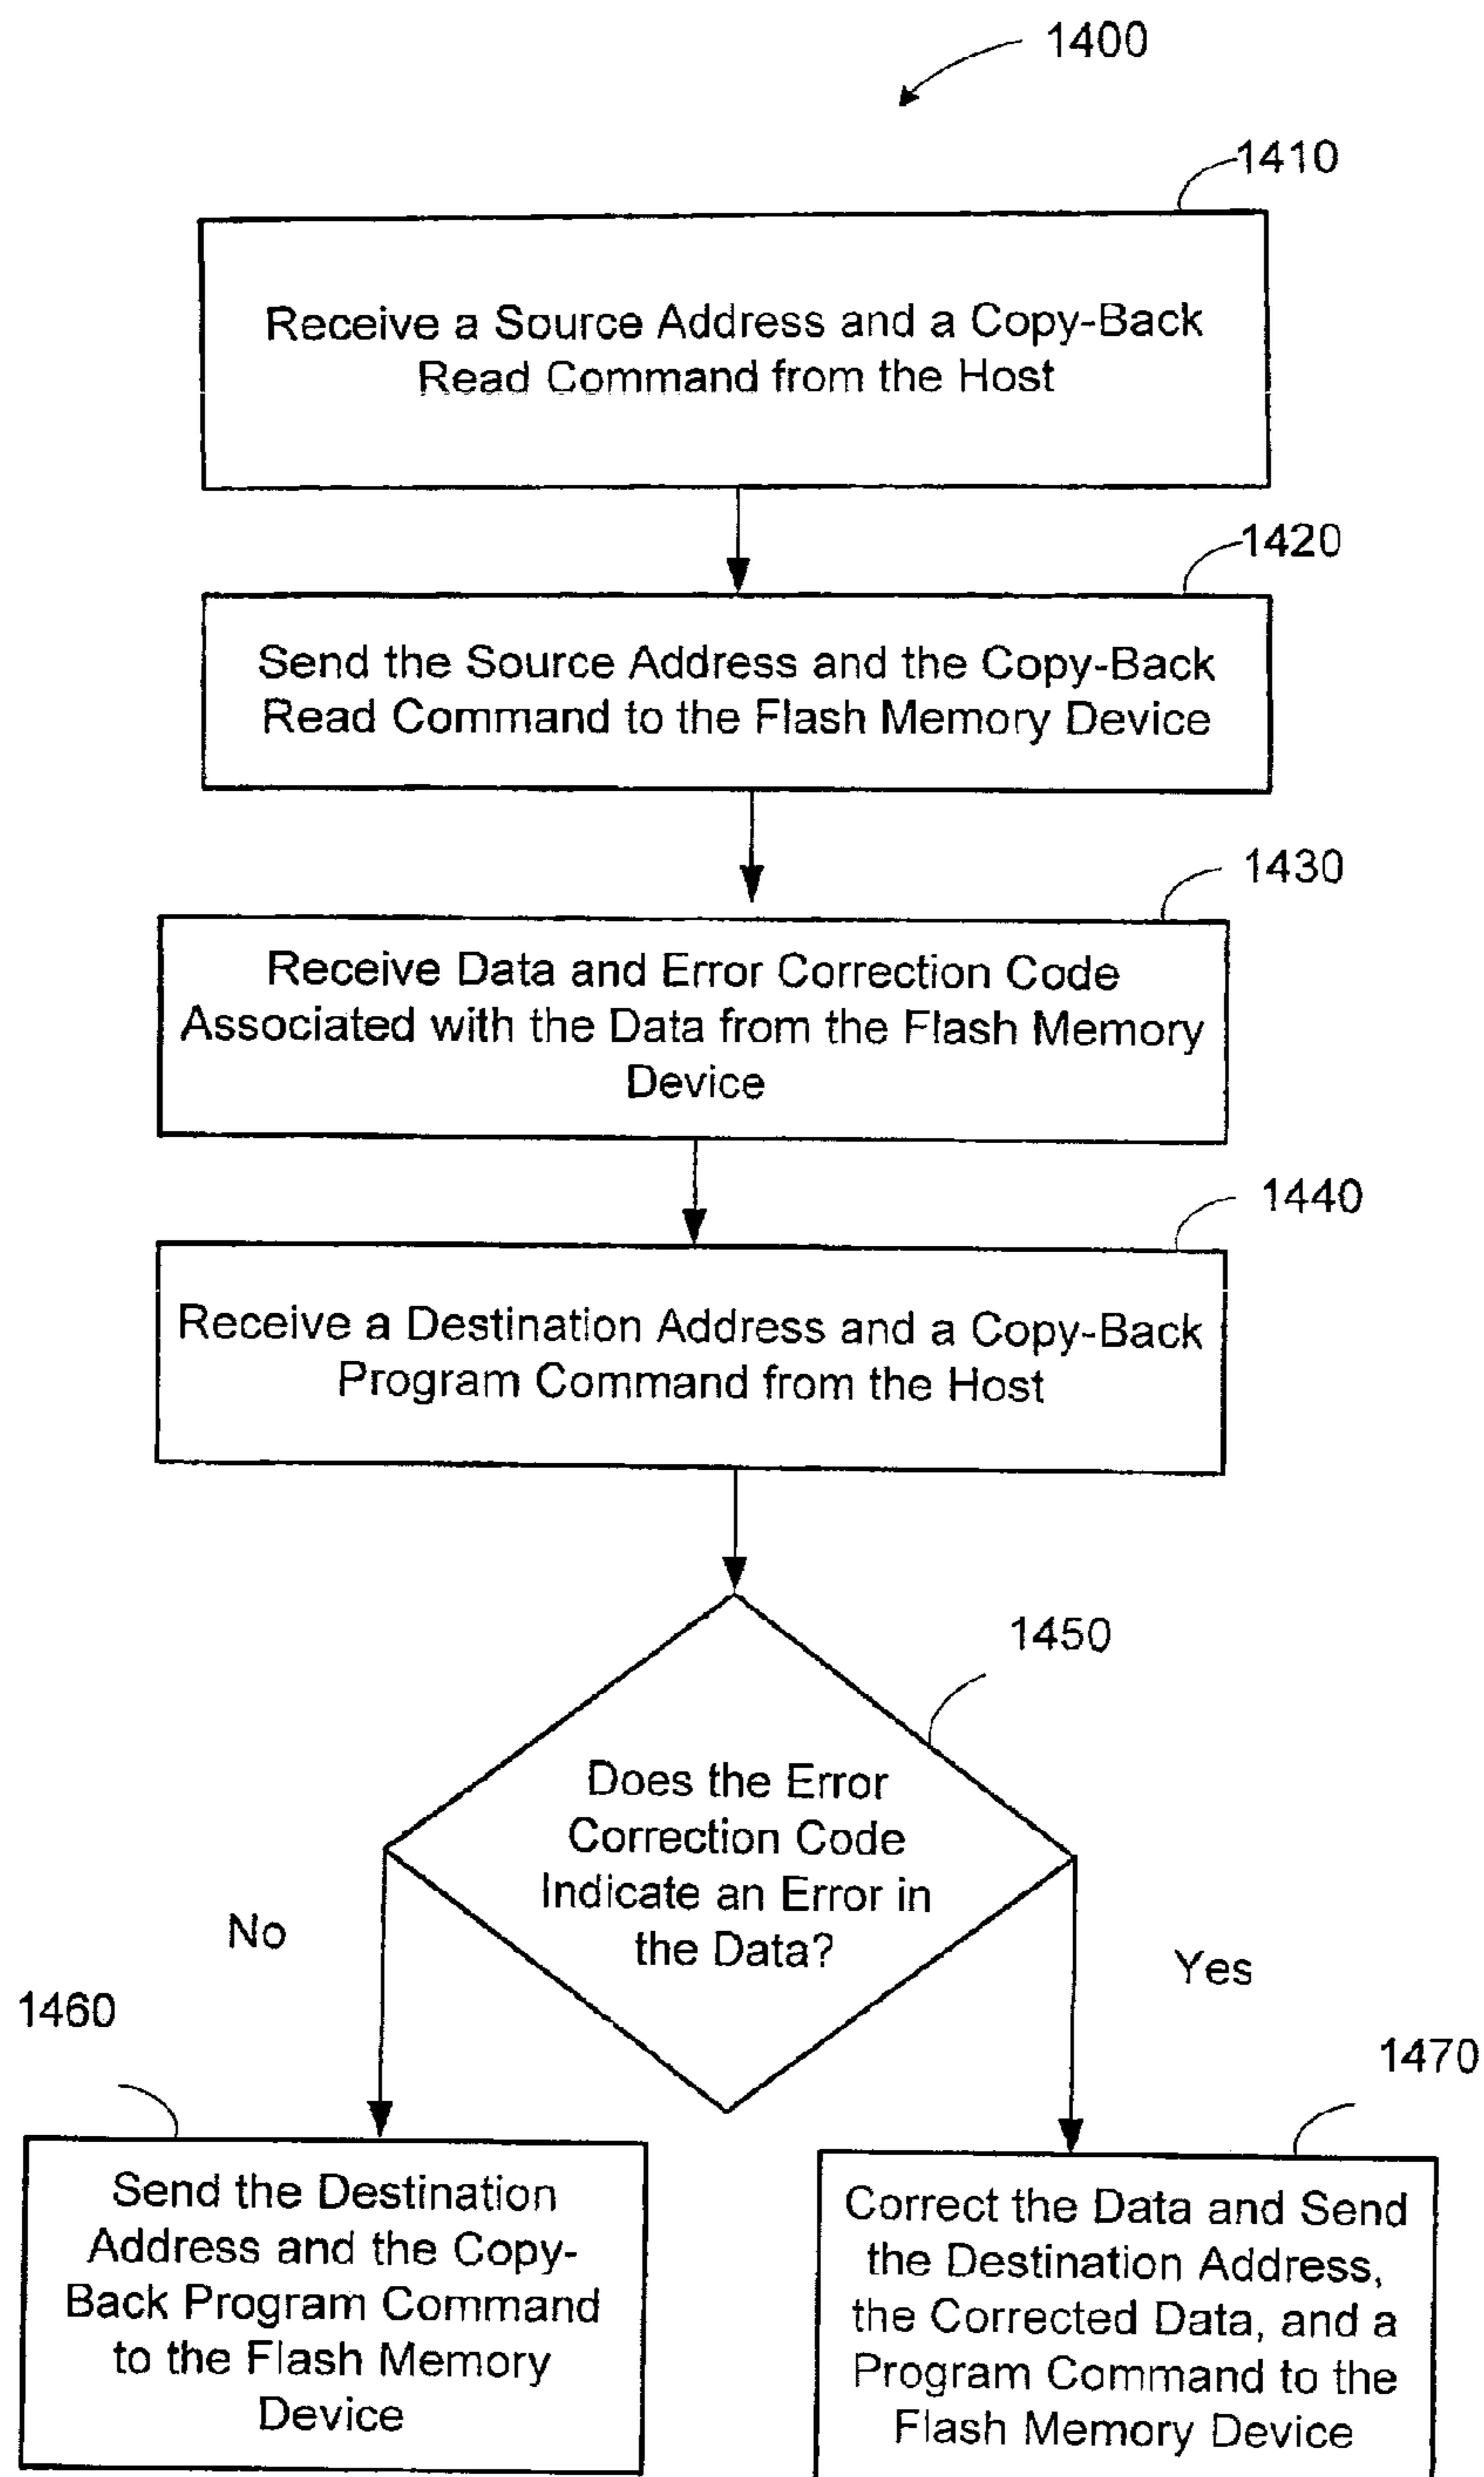 1400
1410
Receive a Source Address and a Copy-Back
Read Command from the Host
1420
Send the Source Address and the Copy-Back
Read Command to the Flash Memory Device
1430
Receive Data and Error Correction Code
Associated with the Data from the Flash Memory
Device
1440
Receive a Destination Address and a Copy-Back
Program Command from the Host
1450
Does the Error
Correction Code
Indicate an Error in
the Data?
No
Yes
1460
Send the Destination
Address and the Copy-
Back Program Command
to the Flash Memory
Device
1470
Correct the Data and Send
the Destination Address,
the Corrected Data, and a
Program Command to the
Flash Memory Device